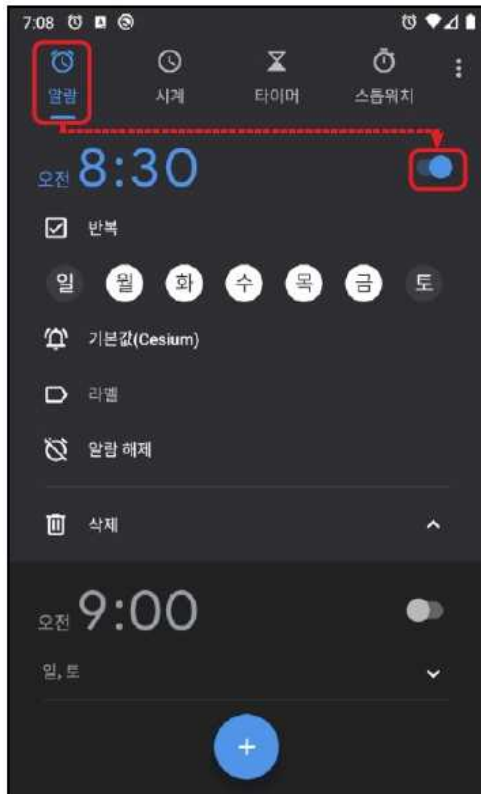 7:08
알람 시계 타이머 스톱워치
오전 8:30
반복
일 월 화 수 목 금 토
기본값(Cesium)
라벨
알람 해제
삭제
오전 9:00
일, 토